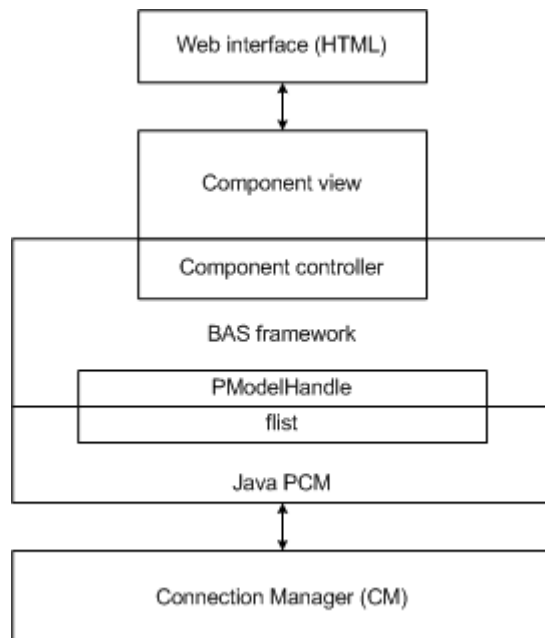 Web interface (HTML)
Component view
Component controller
BAS framework
PModelHandle
flist
Java PCM
Connection Manager (CM)